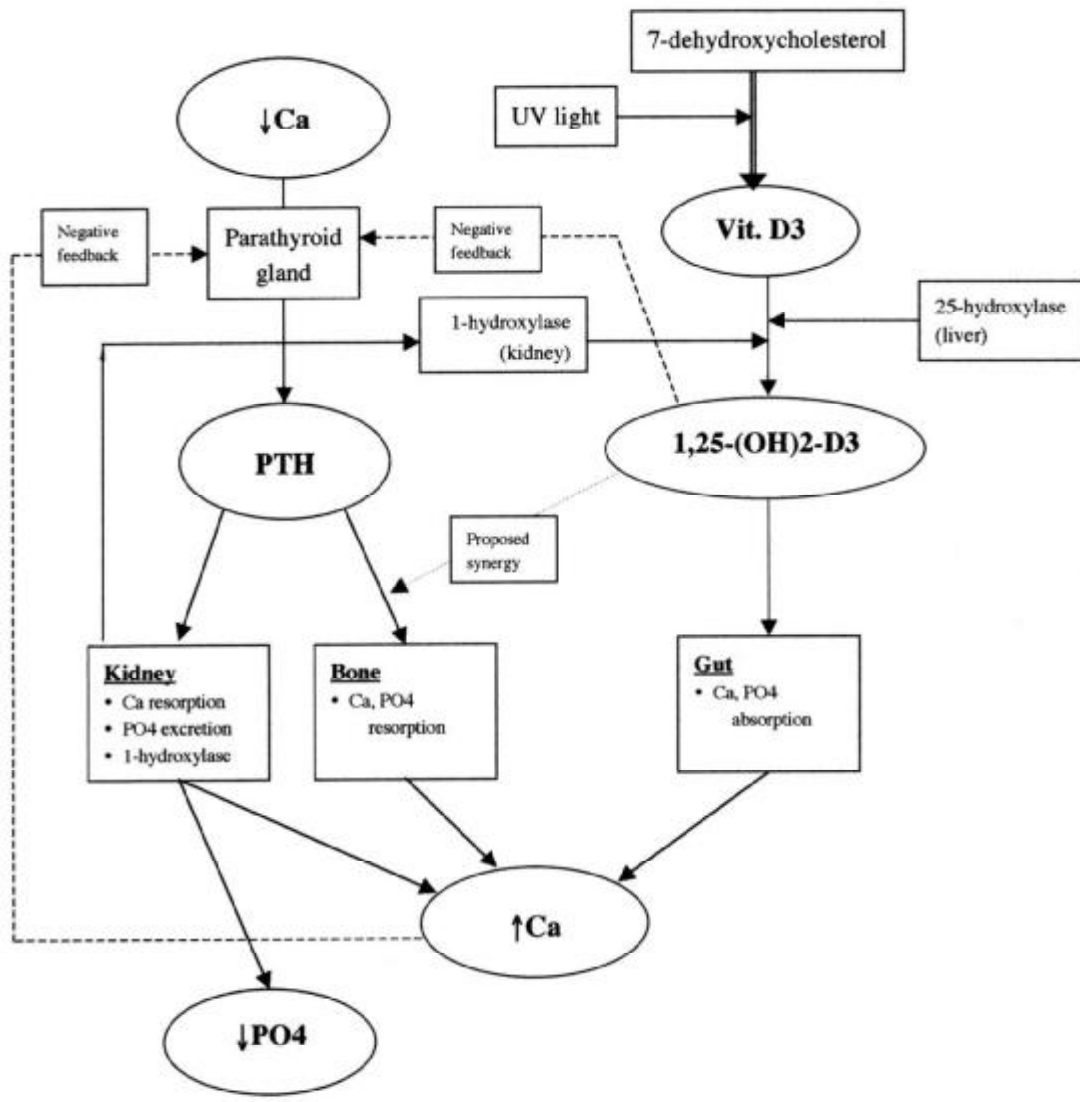 7-dehydroxycholesterol
↓Ca
UV light
Negative
feedback
Parathyroid
gland
Negative
feedback
Vit. D3
1-hydroxylase
(kidney)
25-hydroxylase
(liver)
PTH
1,25-(OH)2-D3
Proposed
synergy
Kidney
• Ca resorption
• PO4 excretion
• 1-hydroxylase
Bone
• Ca, PO4
resorption
Gut
• Ca, PO4
absorption
↑Ca
↓PO4